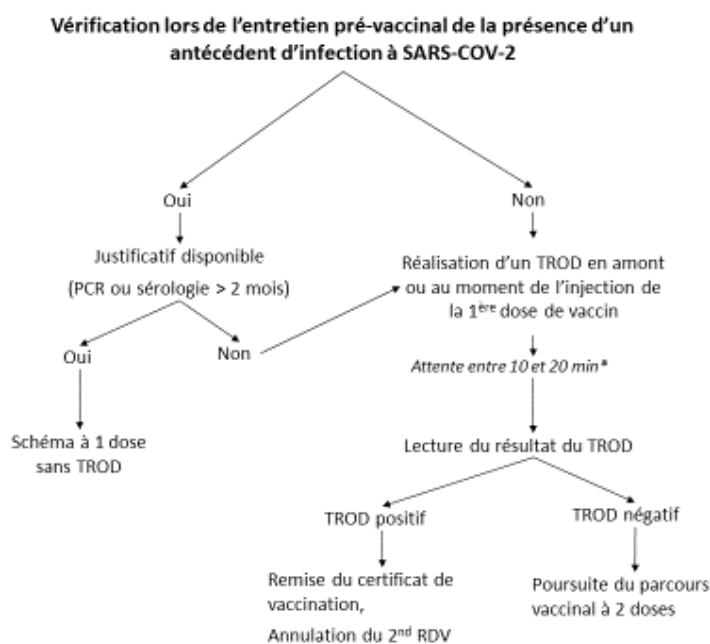 Vérification lors de l'entretien pré-vaccinal de la présence d'un
antécédent d'infection à SARS-COV-2
Oui
Non
Justificatif disponible
(PCR ou sérologie > 2 mois)
Réalisation d'un TROD en amont
ou au moment de l'injection de
la 1ère dose de vaccin
Oui
Non
Attente entre 10 et 20 min*
Schéma à 1 dose
sans TROD
Lecture du résultat du TROD
TROD positif
TROD négatif
Remise du certificat de
vaccination,
Annulation du 2nd RDV
Poursuite du parcours
vaccinal à 2 doses